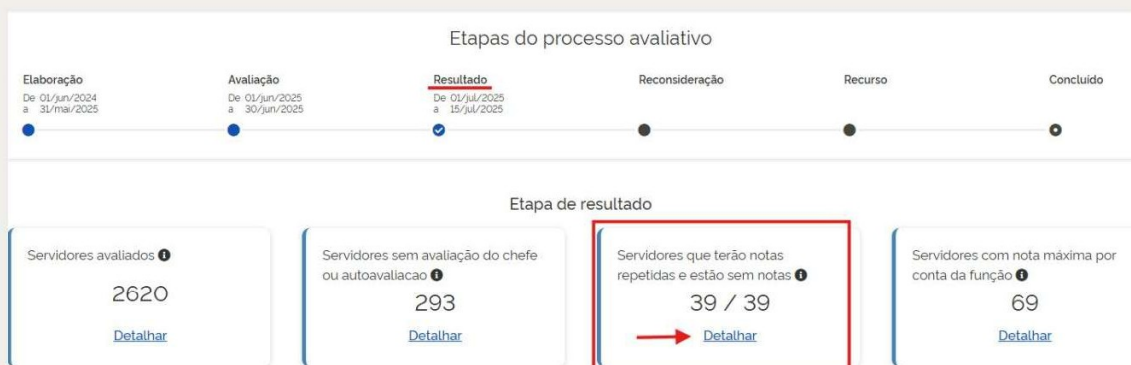 Etapas do processo avaliativo
Elaboração
De 01/jun/2024
a 31/mai/2025
Avaliação
De 01/jun/2025
a 30/jun/2025
Resultado
De 01/jul/2025
a 15/jul/2025
Reconsideração
Recurso
Concluído
Etapa de resultado
Servidores avaliados
2620
Detalhar
Servidores sem avaliação do chefe
ou autoavaliacao
293
Detalhar
Servidores que terão notas
repetidas e estão sem notas
39 / 39
Detalhar
Servidores com nota máxima por
conta da função
69
Detalhar